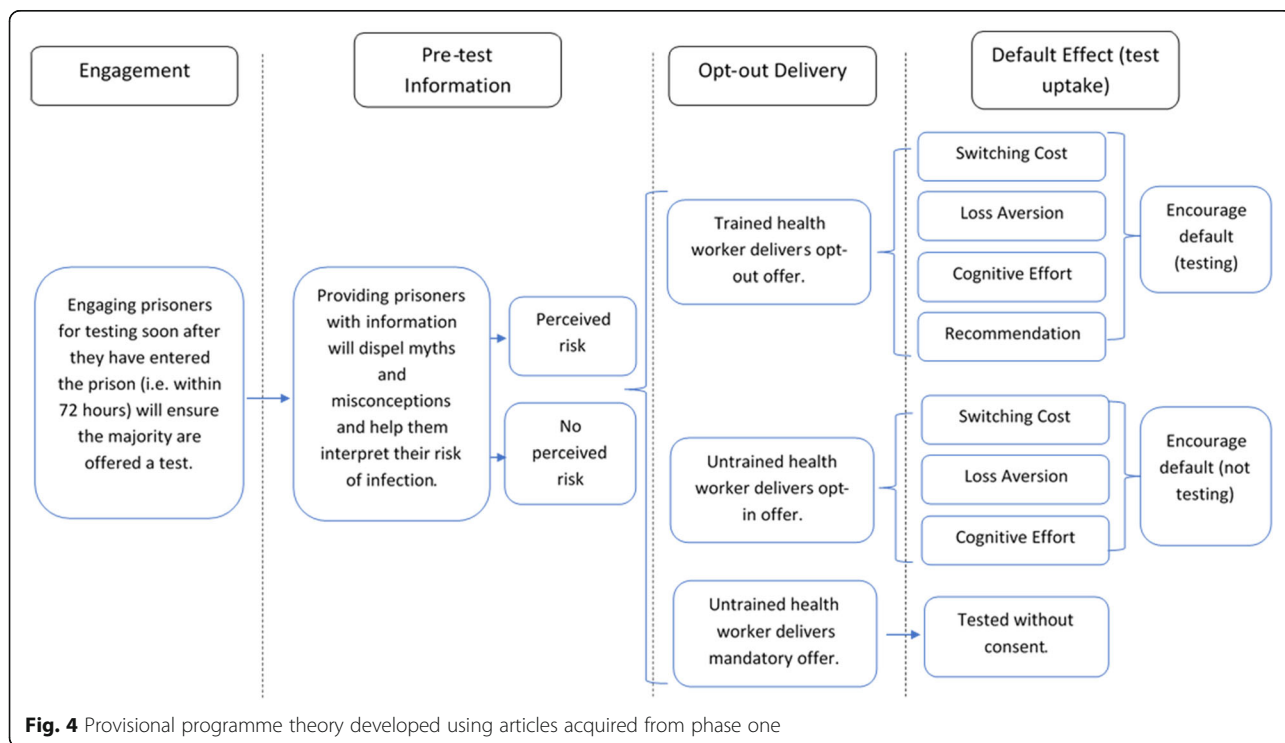 Engagement
Pre-test
Information
Opt-out Delivery
Default Effect (test
uptake)
Engaging prisoners
for testing soon after
they have entered
the prison (i.e. within
72 hours) will ensure
the majority are
offered a test.
Providing prisoners
with information
will dispel myths
and
misconceptions
and help them
interpret their risk
of infection.
Perceived
risk
No
perceived
risk
Trained health
worker delivers opt-
out offer.
Switching Cost
Loss Aversion
Cognitive Effort
Recommendation
Encourage
default
(testing)
Untrained health
worker delivers opt-
in offer.
Switching Cost
Loss Aversion
Cognitive Effort
Encourage
default (not
testing)
Untrained health
worker delivers
mandatory offer.
Tested without
consent.
Fig. 4 Provisional programme theory developed using articles acquired from phase one